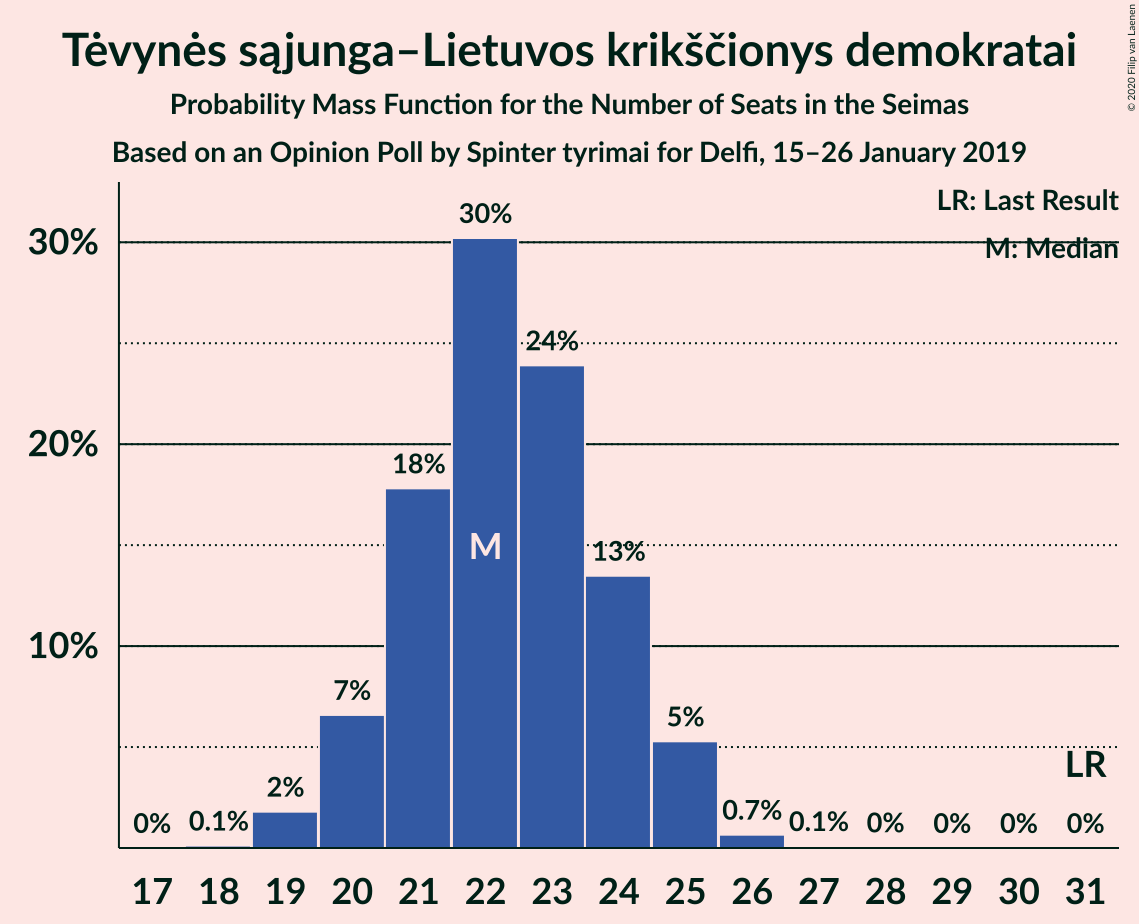 Tėvynės sąjunga–Lietuvos krikščionys demokratai
Probability Mass Function for the Number of Seats in the Seimas
Based on an Opinion Poll by Spinter tyrimai for Delfi, 15–26 January 2019
© 2020 Filip van Laenen
LR: Last Result
M: Median
30%
20%
10%
0%
0.1%
2%
7%
18%
30%
24%
13%
5%
0.7%
0.1%
0%
0%
0%
0%
M
LR
17 18 19 20 21 22 23 24 25 26 27 28 29 30 31